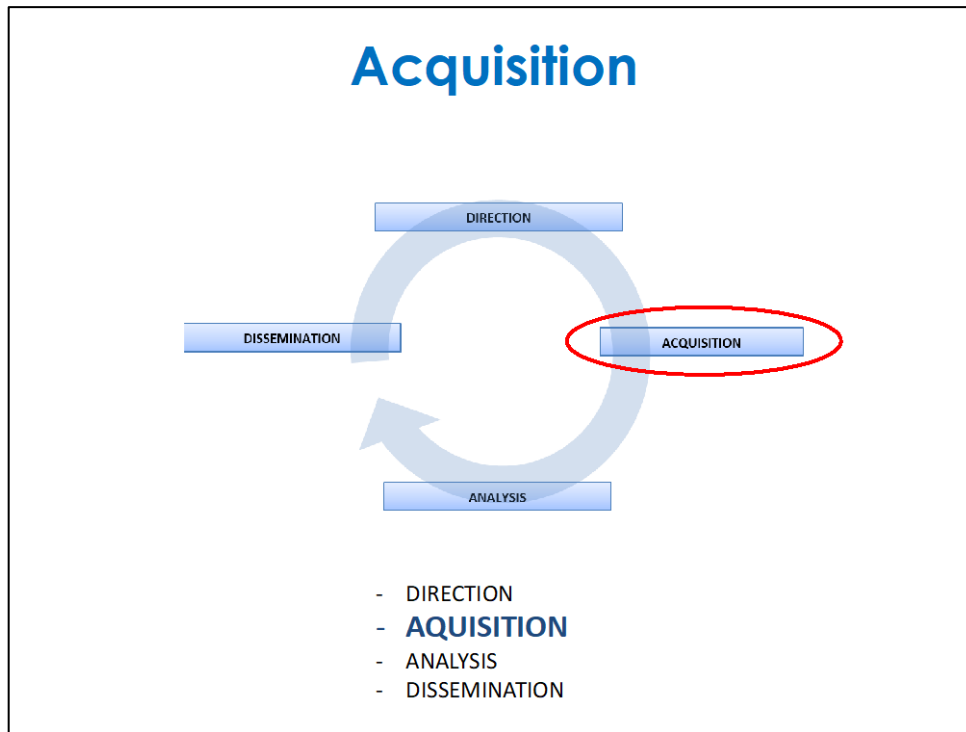 Acquisition
DIRECTION
DISSEMINATION
ACQUISITION
ANALYSIS
- DIRECTION
- AQUISITION
- ANALYSIS
- DISSEMINATION